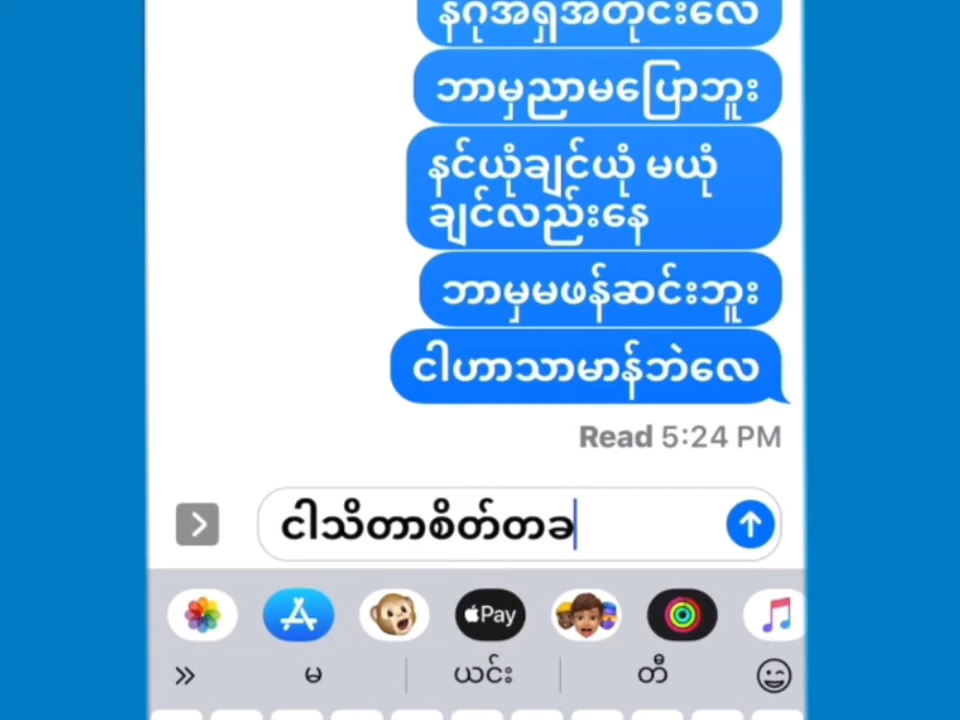 နဂိုအရှိအတိုင်းလေ
ဘာမှညာမပြောဘူး
နင်ယုံချင်ယုံ မယုံ
ချင်လည်းနေ
ဘာမှမဖန်ဆင်းဘူး
ငါဟာသာမာန်ဘဲလေ
Read 5:24 PM
ငါသိတာစိတ်တခ
Pay
မ
ယင်း
တီ